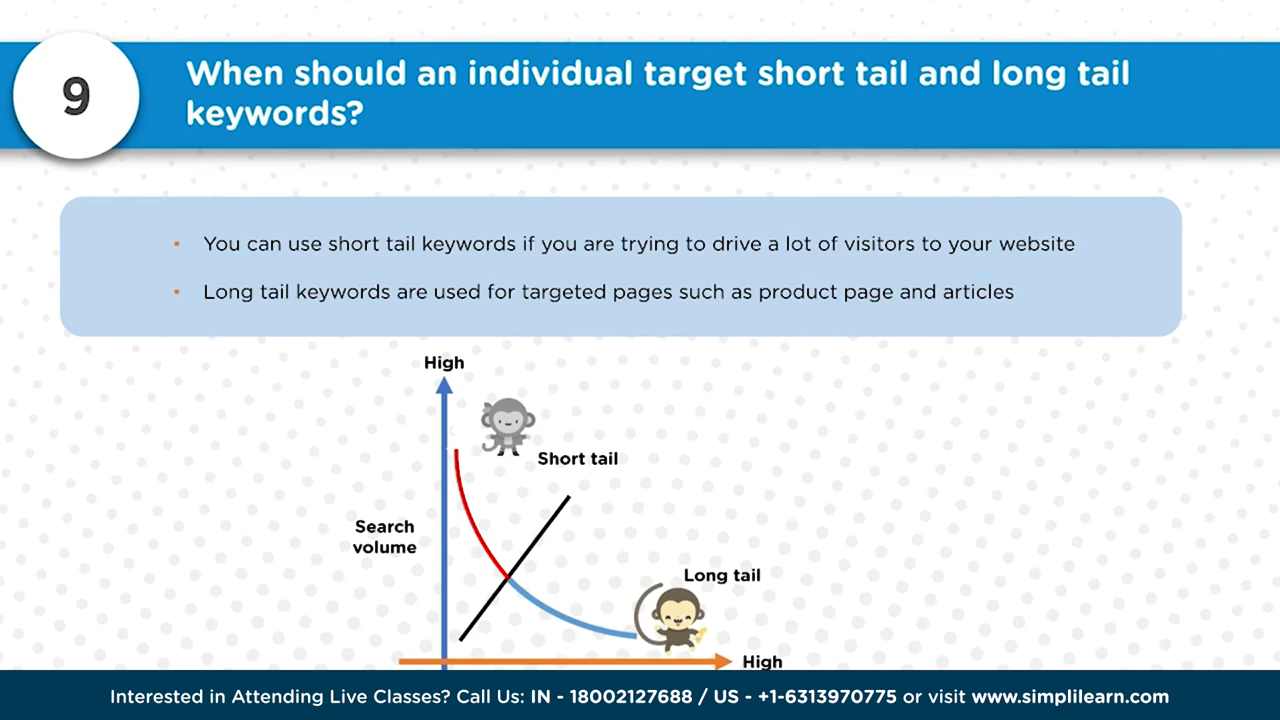 9
When should an individual target short tail and long tail
keywords?
• You can use short tail keywords if you are trying to drive a lot of visitors to your website
• Long tail keywords are used for targeted pages such as product page and articles
High
Short tail
Search
volume
Long tail
High
Interested in Attending Live Classes? Call Us: IN - 18002127688 / US - +1-6313970775 or visit www.simplilearn.com